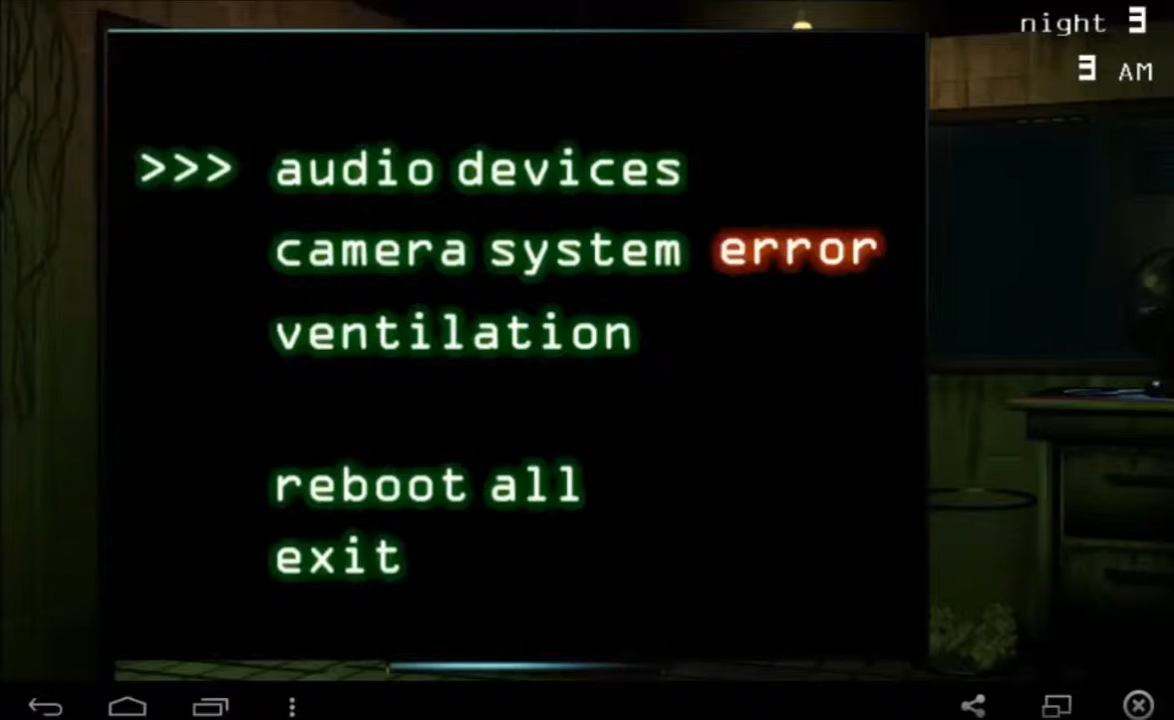 night 3
3 AM
>>> audio devices
camera system error
ventilation
reboot all
exit